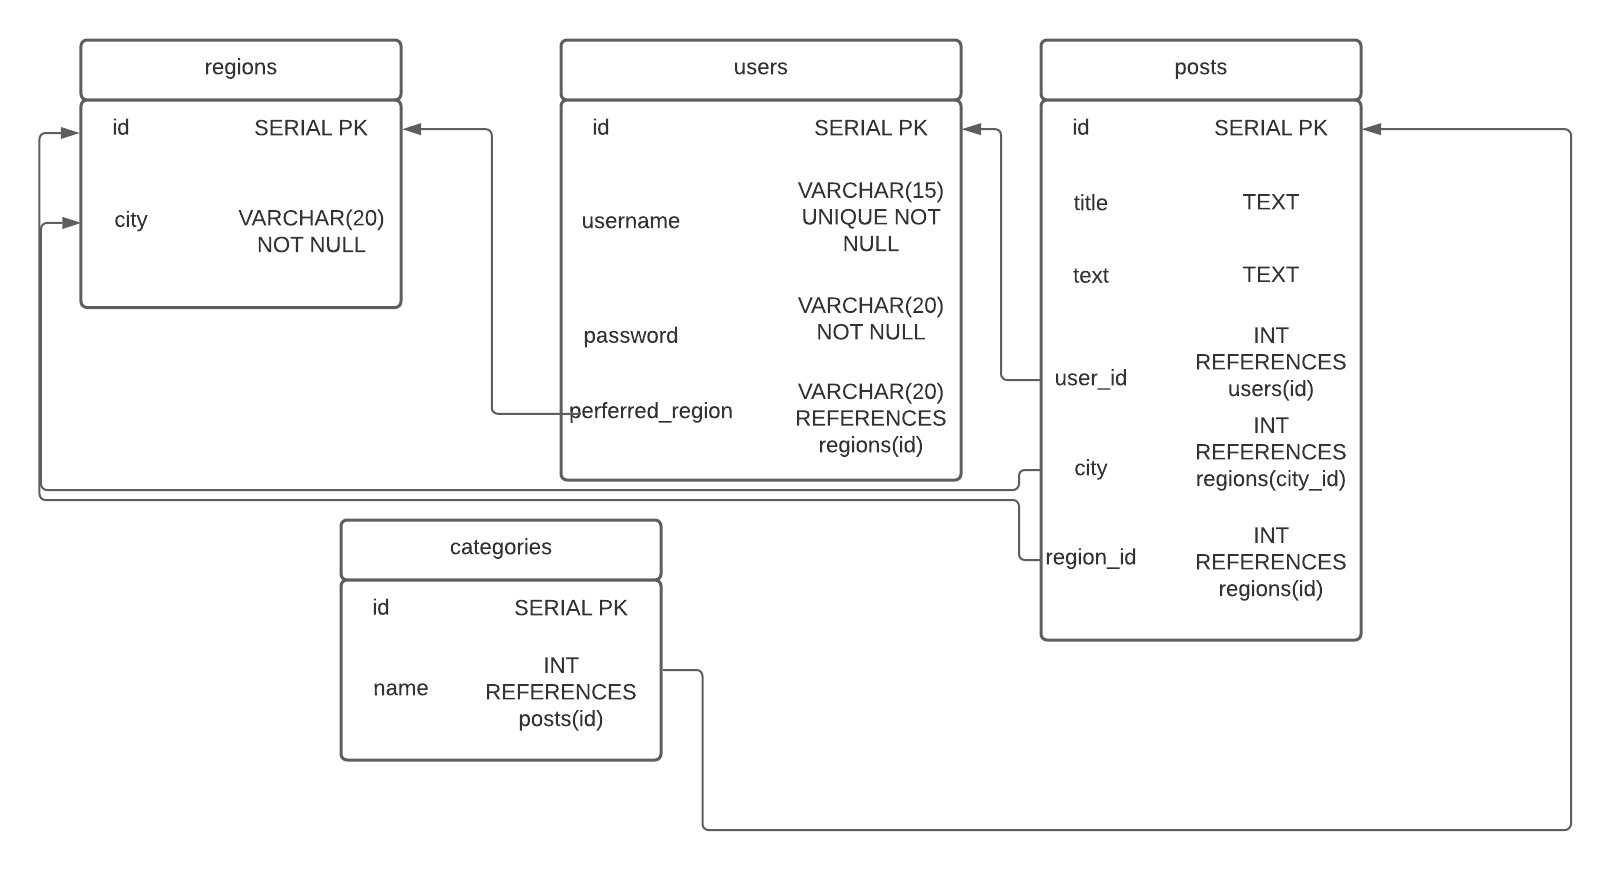 regions
id SERIAL PK
city VARCHAR(20)
NOT NULL
users
id SERIAL PK
username VARCHAR(15)
UNIQUE NOT
NULL
password VARCHAR(20)
NOT NULL
perferred_region VARCHAR(20)
REFERENCES
regions(id)
posts
id SERIAL PK
title TEXT
text TEXT
user_id INT
REFERENCES
users(id)
city INT
REFERENCES
regions(city_id)
region_id INT
REFERENCES
regions(id)
categories
id SERIAL PK
name INT
REFERENCES
posts(id)